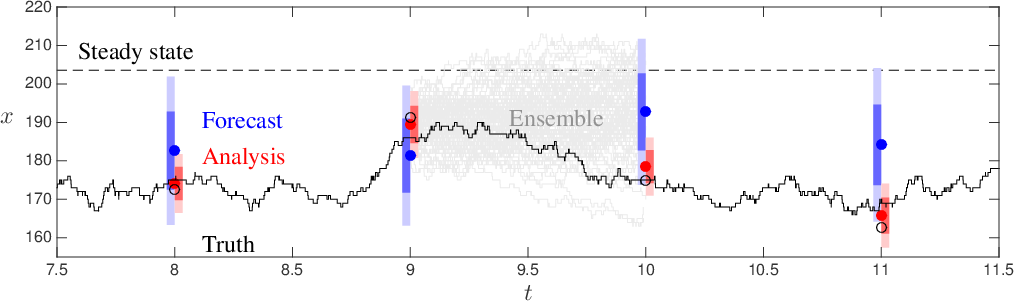 220
210
Steady state
200
190
Forecast
Ensemble
x
180
Analysis
170
160
Truth
7.5 8 8.5 9 9.5 10 10.5 11 11.5
t